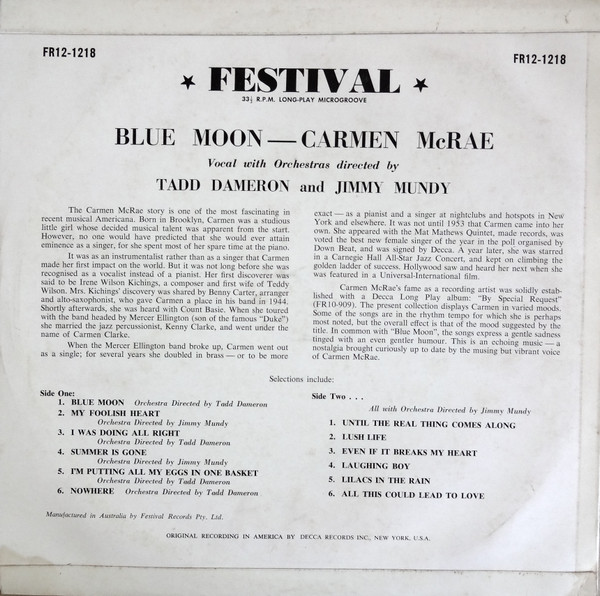 FR12-1218
FR12-1218
FESTIVAL
33⅓ R.P.M. LONG-PLAY MICROGROOVE
BLUE MOON — CARMEN McRAE
Vocal with Orchestras directed by
TADD DAMERON and JIMMY MUNDY
The Carmen McRae story is one of the most fascinating in
recent musical Americana. Born in Brooklyn, Carmen was a studious
little girl whose decided musical talent was apparent from the start.
However, no one would have predicted that she would ever attain
eminence as a singer, for she spent most of her spare time at the piano.
It was as an instrumentalist rather than as a singer that Carmen
made her first impact on the world. But it was not long before she was
recognised as a vocalist instead of a pianist. Her first discoverer was
said to be Irene Wilson Kichings, a composer and first wife of Teddy
Wilson. Mrs. Kichings' discovery was shared by Benny Carter, arranger
and alto-saxophonist, who gave Carmen a place in his band in 1944.
Shortly afterwards, she was heard with Count Basie. When she toured
with the band headed by Mercer Ellington (son of the famous "Duke")
she married the jazz percussionist, Kenny Clarke, and went under the
name of Carmen Clarke.
When the Mercer Ellington band broke up, Carmen went out
as a single; for several years she doubled in brass — or to be more
exact — as a pianist and a singer at nightclubs and hotspots in New
York and elsewhere. It was not until 1953 that Carmen came into her
own. She appeared with the Mat Mathews Quintet, made records, was
voted the best new female singer of the year in the poll organised by
Down Beat, and was signed by Decca. A year later, she was starred
in a Carnegie Hall All-Star Jazz Concert, and kept on climbing the
golden ladder of success. Hollywood saw and heard her next when she
was featured in a Universal-International film.
Carmen McRae's fame as a recording artist was solidly estab-
lished with a Decca Long Play album: "By Special Request"
(FR10-909). The present collection displays Carmen in varied moods.
Some of the songs are in the rhythm tempo for which she is perhaps
most noted, but the overall effect is that of the mood suggested by the
title. In common with "Blue Moon", the songs express a gentle sadness
tinged with an even gentler humour. This is an echoing music — a
nostalgia brought curiously up to date by the musing but vibrant voice
of Carmen McRae.
Selections include:
Side One:
1. BLUE MOON Orchestra Directed by Tadd Dameron
2. MY FOOLISH HEART
Orchestra Directed by Jimmy Mundy
3. I WAS DOING ALL RIGHT
Orchestra Directed by Tadd Dameron
4. SUMMER IS GONE
Orchestra Directed by Jimmy Mundy
5. I'M PUTTING ALL MY EGGS IN ONE BASKET
Orchestra Directed by Tadd Dameron
6. NOWHERE Orchestra Directed by Tadd Dameron
Side Two . . .
All with Orchestra Directed by Jimmy Mundy
1. UNTIL THE REAL THING COMES ALONG
2. LUSH LIFE
3. EVEN IF IT BREAKS MY HEART
4. LAUGHING BOY
5. LILACS IN THE RAIN
6. ALL THIS COULD LEAD TO LOVE
Manufactured in Australia by Festival Records Pty. Ltd.
ORIGINAL RECORDING IN AMERICA BY DECCA RECORDS INC., NEW YORK, U.S.A.